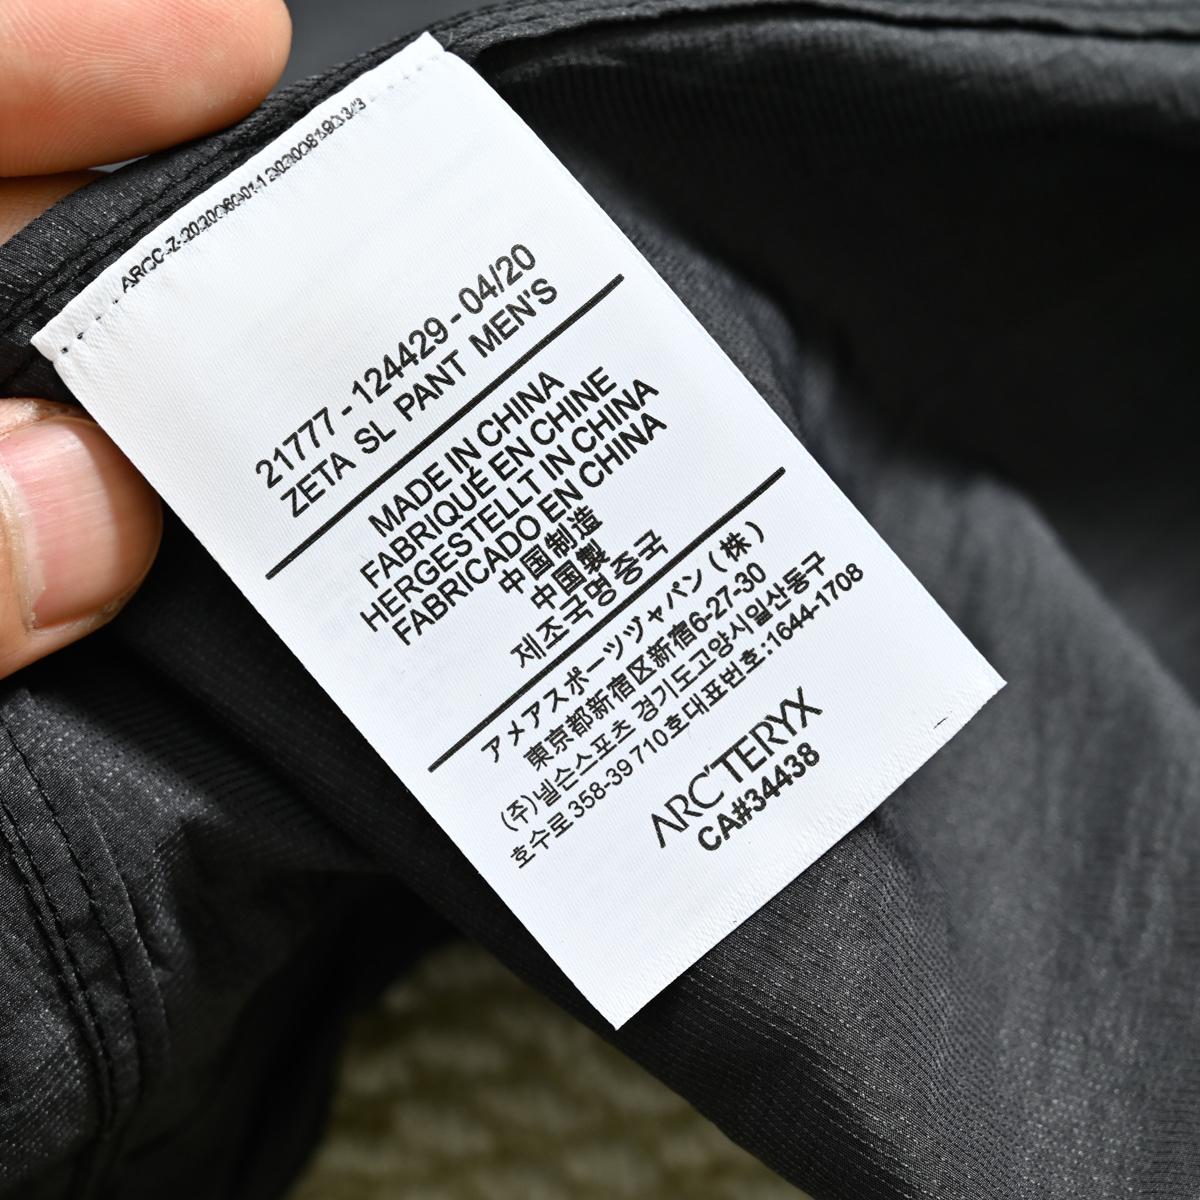 21777 - 124429 - 04/20
ZETA SL PANT MEN'S
MADE IN CHINA
FABRIQUÉ EN CHINE
HERGESTELLT IN CHINA
FABRICADO EN CHINA
中国制造
中国製
제조국명중국
アメアスポーツヅャパン (株)
東京都新宿区新宿6-27-30
(주)넬슨스포츠 경기도고양시일산동구
호수로358-39 710호대표번호:1644-1708
ARC'TERYX
CA#34438